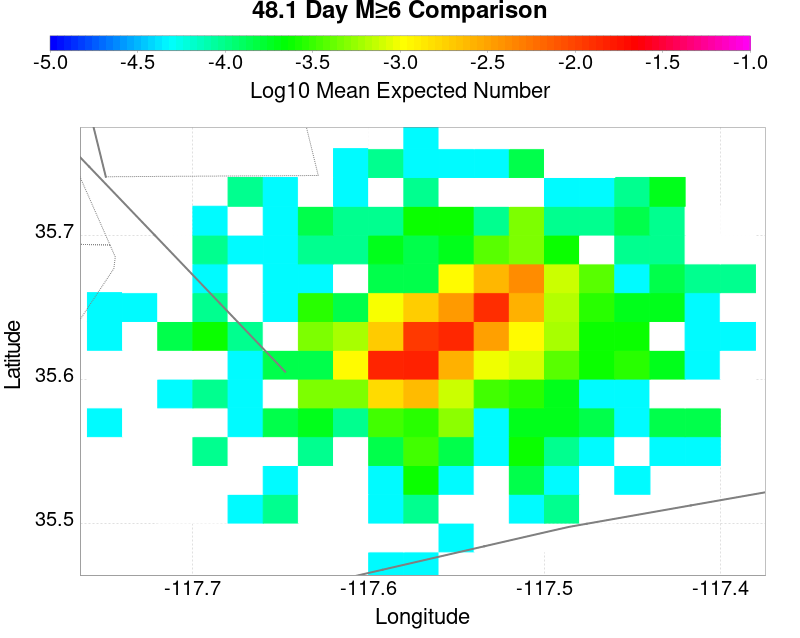 48.1 Day M≥6 Comparison
-5.0 -4.5 -4.0 -3.5 -3.0 -2.5 -2.0 -1.5 -1.0
Log10 Mean Expected Number
35.7
35.6
35.5
Latitude
-117.7 -117.6 -117.5 -117.4
Longitude